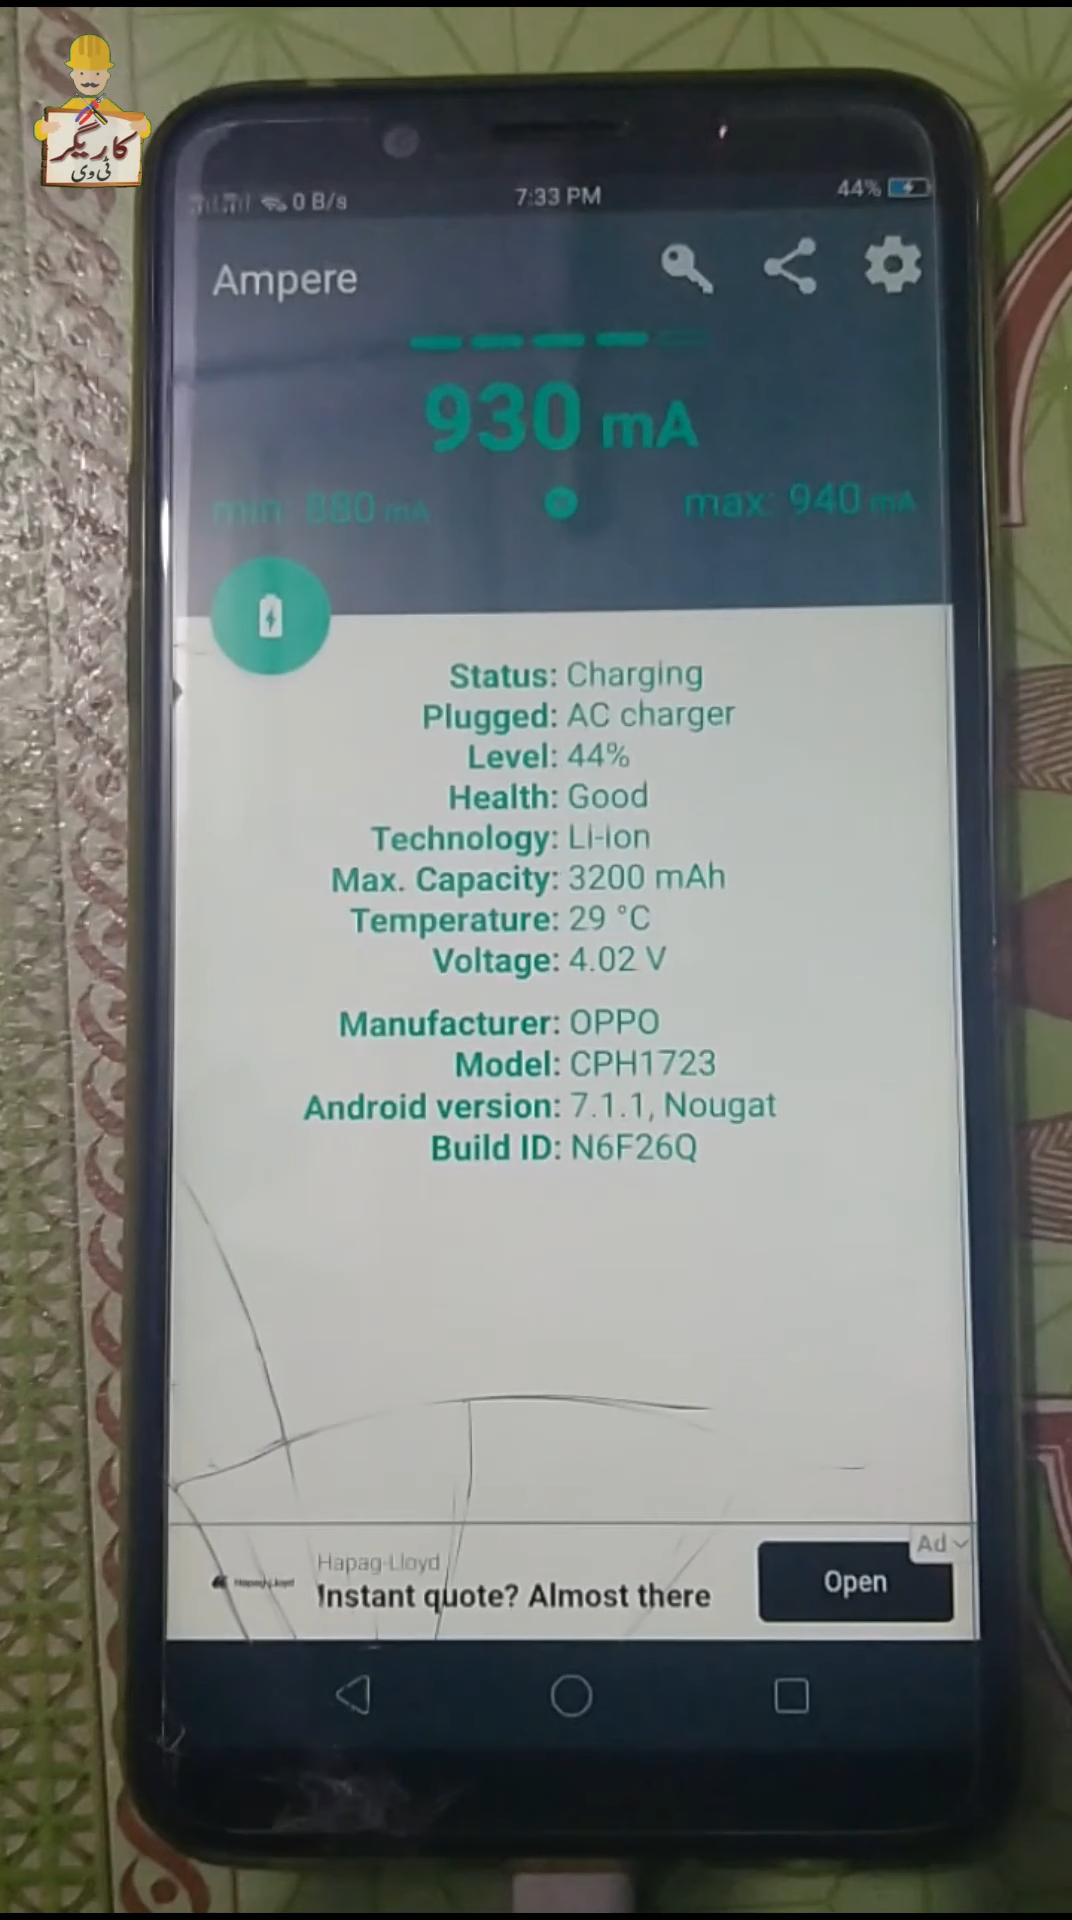 کاریگر
ٹی وی
0 B/s 7:33 PM 44%
Ampere
930 mA
min: 880 mA max: 940 mA
Status: Charging
Plugged: AC charger
Level: 44%
Health: Good
Technology: Li-ion
Max. Capacity: 3200 mAh
Temperature: 29 °C
Voltage: 4.02 V
Manufacturer: OPPO
Model: CPH1723
Android version: 7.1.1, Nougat
Build ID: N6F26Q
Ad
Hapag-Lloyd
Hapag-Lloyd
Instant quote? Almost there
Open